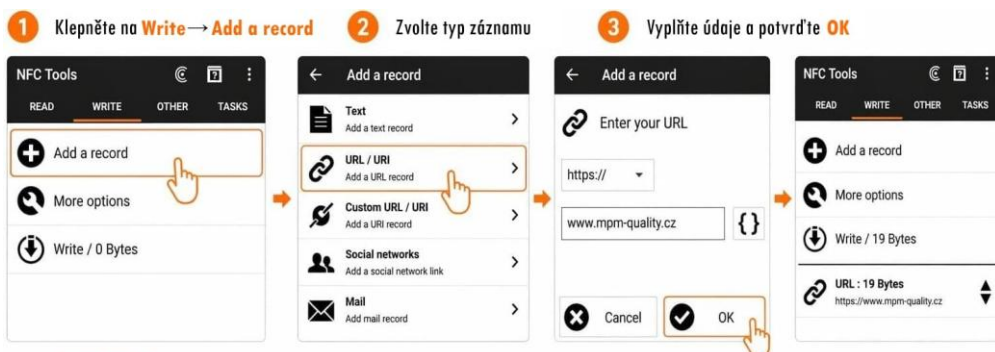 1 Klepněte na Write→Add a record
2 Zvolte typ záznamu
3 Vyplňte údaje a potvrďte OK
NFC Tools
READ WRITE OTHER TASKS
Add a record
More options
Write / 0 Bytes
Add a record
Text
Add a text record
URL / URI
Add a URL record
Custom URL / URI
Add a URI record
Social networks
Add a social network link
Mail
Add mail record
Add a record
Enter your URL
https://
www.mpm-quality.cz
{}
Cancel
OK
NFC Tools
READ WRITE OTHER TASKS
Add a record
More options
Write / 19 Bytes
URL : 19 Bytes
https://www.mpm-quality.cz